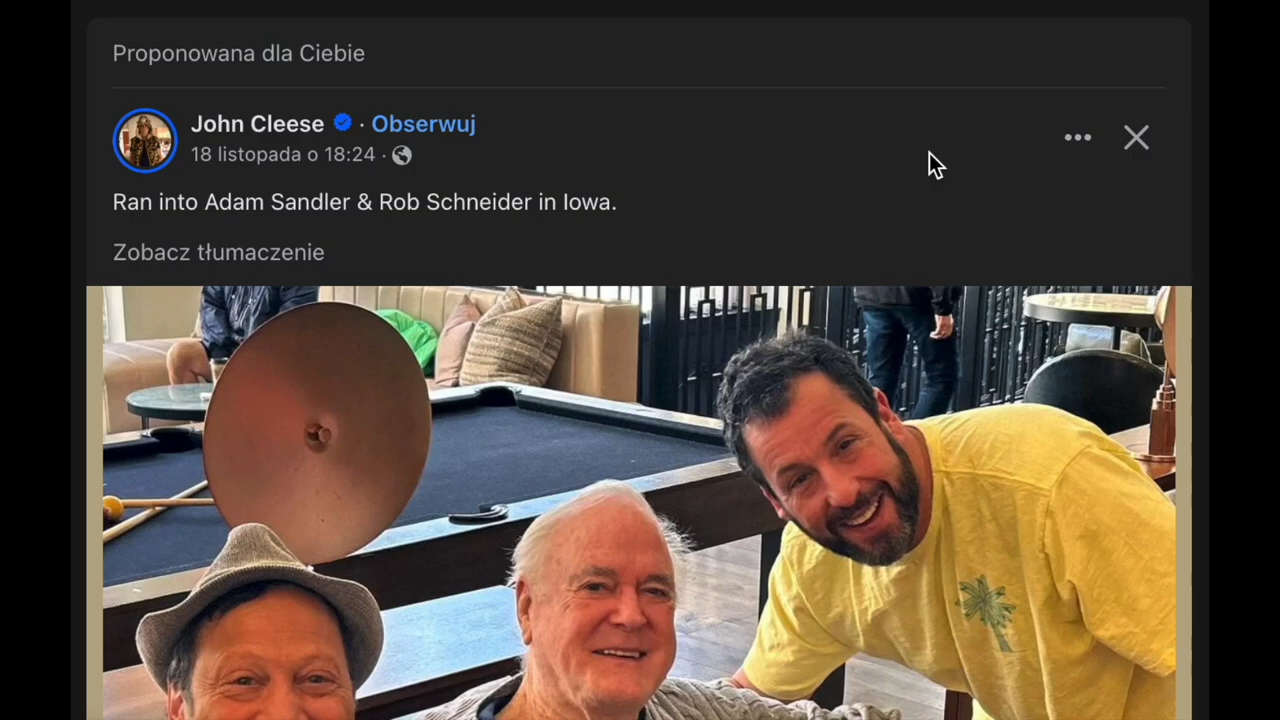 Proponowana dla Ciebie
John Cleese · Obserwuj
18 listopada o 18:24 ·
Ran into Adam Sandler & Rob Schneider in Iowa.
Zobacz tłumaczenie